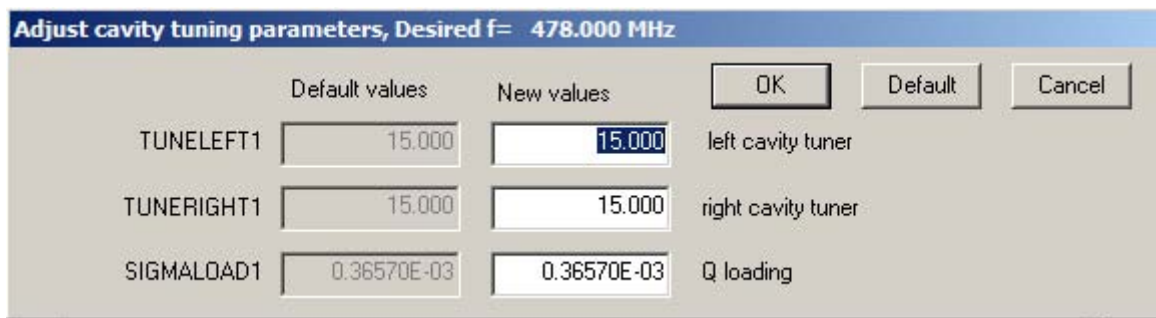 Adjust cavity tuning parameters, Desired f= 478.000 MHz
Default values New values OK Default Cancel
TUNELEFT1 15.000 15.000 left cavity tuner
TUNERIGHT1 15.000 15.000 right cavity tuner
SIGMALOAD1 0.36570E-03 0.36570E-03 Q loading